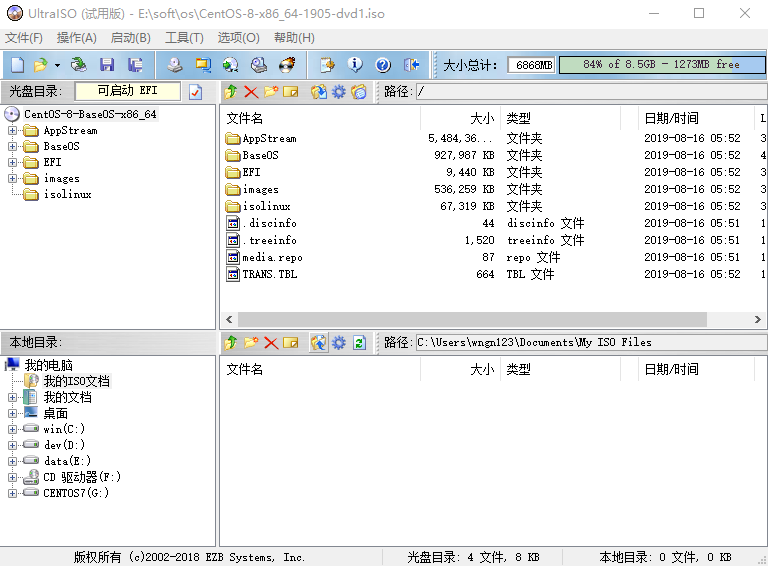 UltraISO (试用版) - E:\soft\os\CentOS-8-x86_64-1905-dvd1.iso
文件(F) 操作(A) 启动(B) 工具(T) 选项(O) 帮助(H)
大小总计: 6868MB 84% of 8.5GB - 1273MB free
光盘目录: 可启动 EFI 路径: /
CentOS-8-BaseOS-x86_64
AppStream
BaseOS
EFI
images
isolinux
文件名 大小 类型 日期/时间 L
AppStream 5,484,36... 文件夹 2019-08-16 05:52 3
BaseOS 927,987 KB 文件夹 2019-08-16 05:52 4
EFI 9,440 KB 文件夹 2019-08-16 05:52 3
images 536,259 KB 文件夹 2019-08-16 05:52 3
isolinux 67,319 KB 文件夹 2019-08-16 05:52 3
.discinfo 44 discinfo 文件 2019-08-16 05:51 1
.treeinfo 1,520 treeinfo 文件 2019-08-16 05:51 1
media.repo 87 repo 文件 2019-08-16 05:51 1
TRANS.TBL 664 TBL 文件 2019-08-16 05:52 1
本地目录: 路径: C:\Users\wngn123\Documents\My ISO Files
我的电脑
我的ISO文档
我的文档
桌面
win(C:)
dev(D:)
data(E:)
CD 驱动器(F:)
CENTOS7(G:)
文件名 大小 类型 日期/时间
版权所有 (c)2002-2018 EZB Systems, Inc. 光盘目录: 4 文件, 8 KB 本地目录: 0 文件, 0 KB